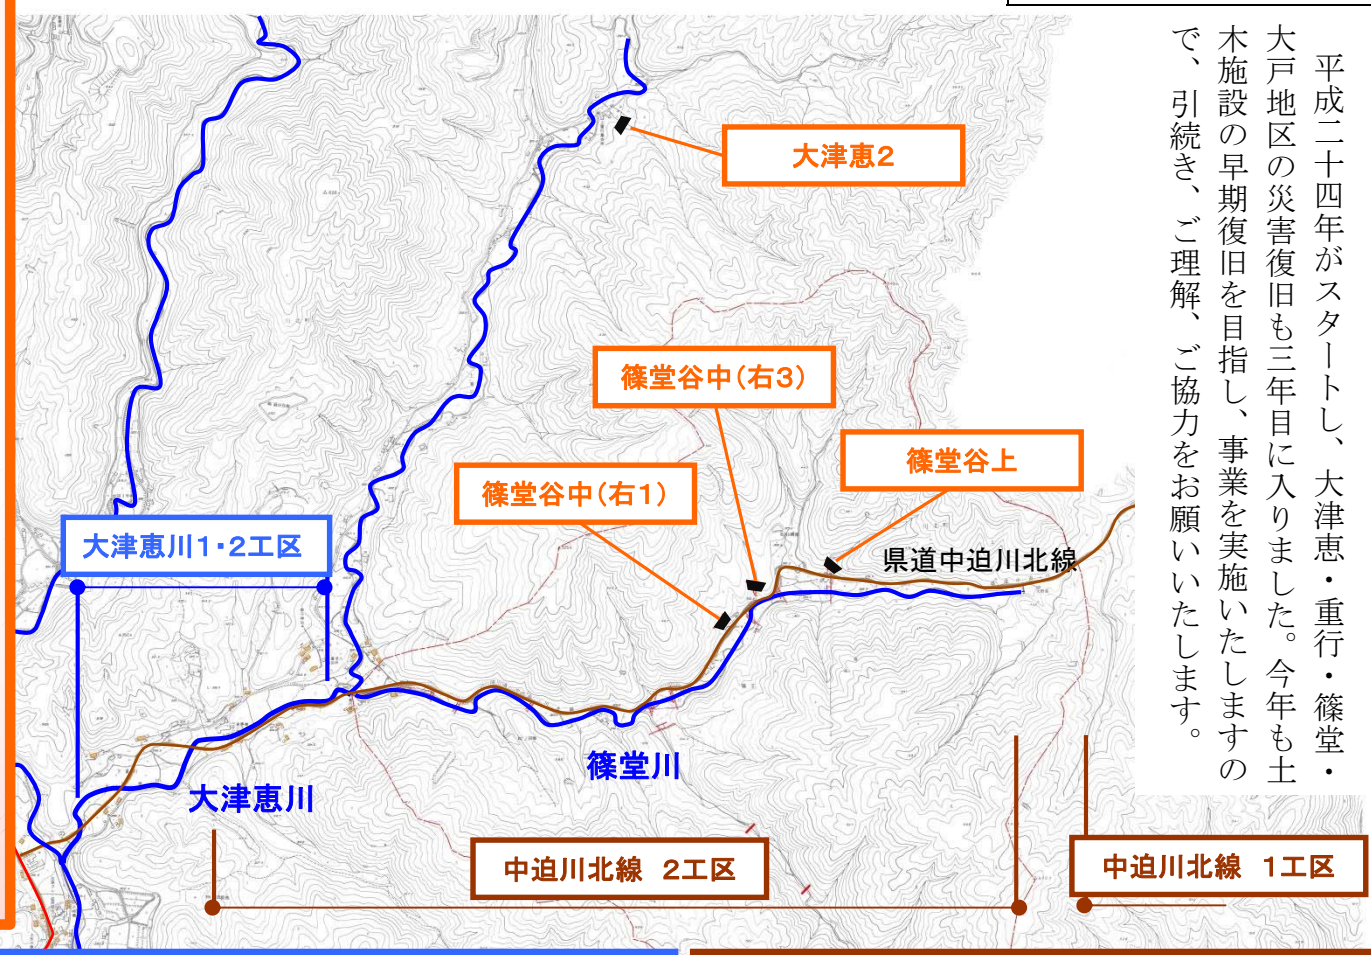 平成二十四年がスタートし、大津恵・重行・篠堂・
大戸地区の災害復旧も三年目に入りました。今年も土
木施設の早期復旧を目指し、事業を実施いたしますの
で、引続き、ご理解、ご協力をお願いいたします。
大津恵2
篠堂谷中(右3)
篠堂谷上
篠堂谷中(右1)
大津恵川1・2工区
県道中迫川北線
篠堂川
大津恵川
中迫川北線 2工区
中迫川北線 1工区